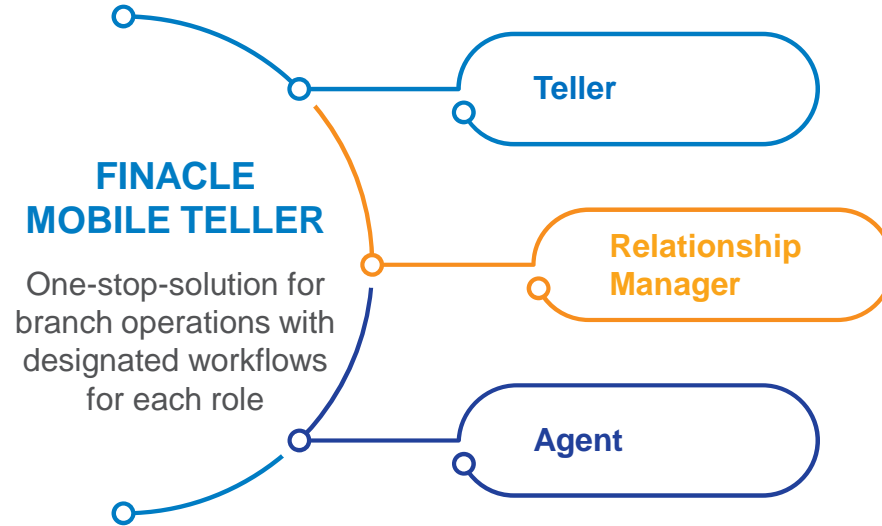 FINACLE
MOBILE TELLER
One-stop-solution for
branch operations with
designated workflows
for each role
Teller
Relationship
Manager
Agent